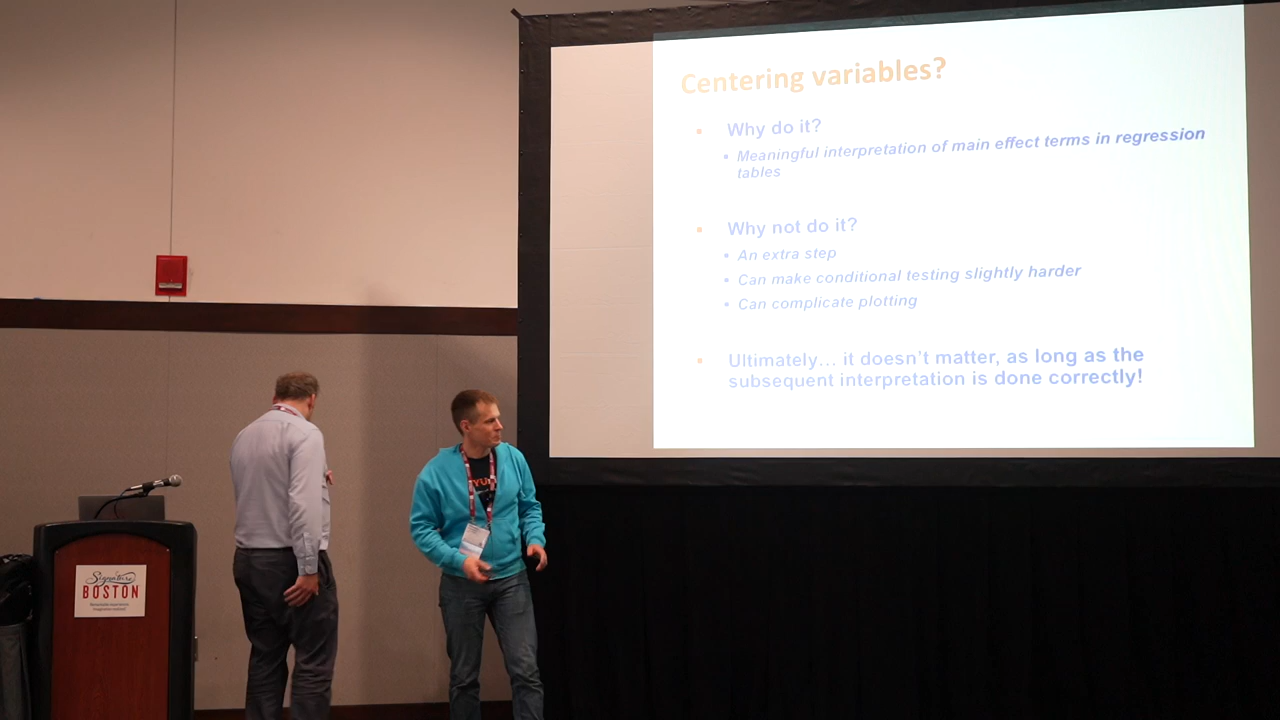 Centering variables?
Why do it?
Meaningful interpretation of main effect terms in regression
tables
Why not do it?
An extra step
Can make conditional testing slightly harder
Can complicate plotting
Ultimately... it doesn't matter, as long as the
subsequent interpretation is done correctly!
Signature
BOSTON